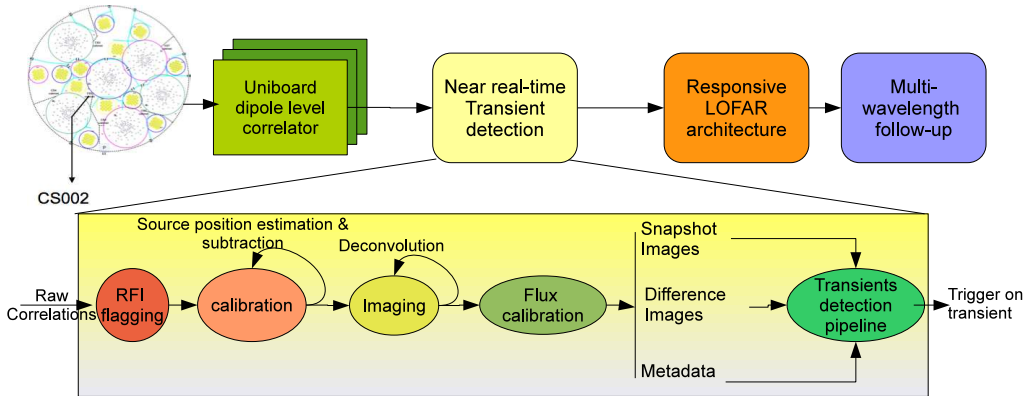 Uniboard
dipole level
correlator
Near real-time
Transient
detection
Responsive
LOFAR
architecture
Multi-
wavelength
follow-up
CS002
Source position estimation &
subtraction
Deconvolution
Raw
Correlations
RFI
flagging
calibration
Imaging
Flux
calibration
Snapshot
Images
Difference
Images
Metadata
Transients
detection
pipeline
Trigger on
transient